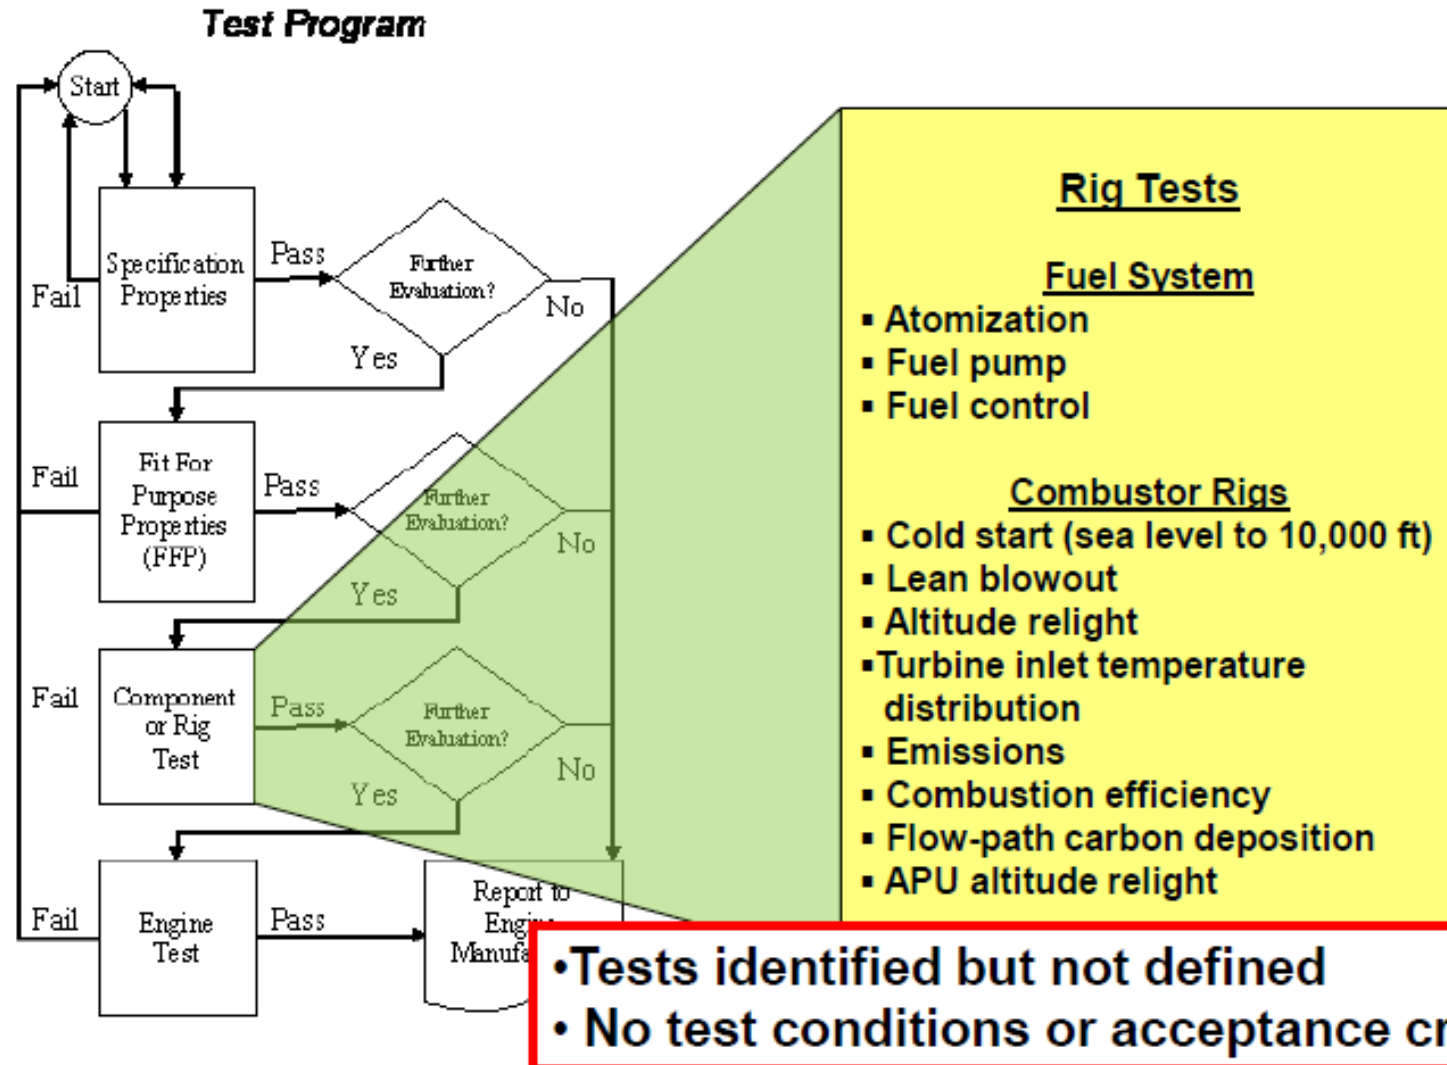 Test Program
Start
Specification
Properties
Pass
Fail
Further
Evaluation?
No
Yes
Fit For
Purpose
Properties
(FFP)
Pass
Fail
Further
Evaluation?
No
Yes
Component
or Rig
Test
Pass
Fail
Further
Evaluation?
No
Yes
Engine
Test
Fail
Pass
Report to
Rig Tests
Fuel System
▪ Atomization
▪ Fuel pump
▪ Fuel control
Combustor Rigs
▪ Cold start (sea level to 10,000 ft)
▪ Lean blowout
▪ Altitude relight
▪Turbine inlet temperature
distribution
▪ Emissions
▪ Combustion efficiency
▪ Flow-path carbon deposition
▪ APU altitude relight
•Tests identified but not defined
• No test conditions or acceptance